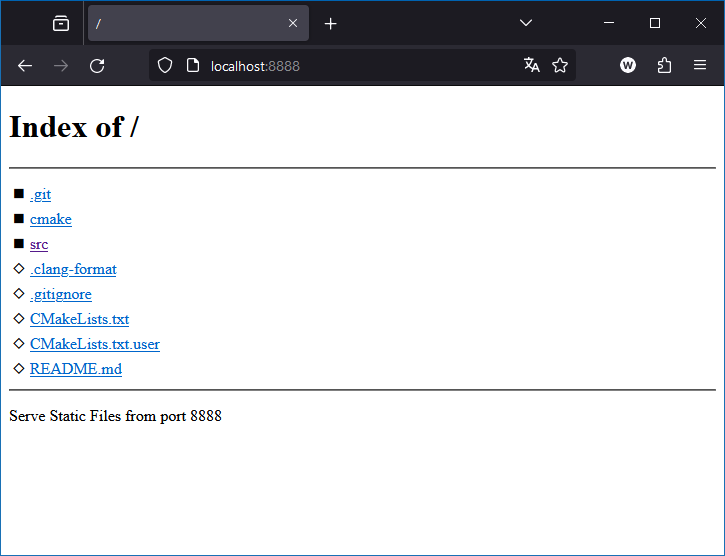 /
localhost:8888
W
Index of /
.git
cmake
src
.clang-format
.gitignore
CMakeLists.txt
CMakeLists.txt.user
README.md
Serve Static Files from port 8888